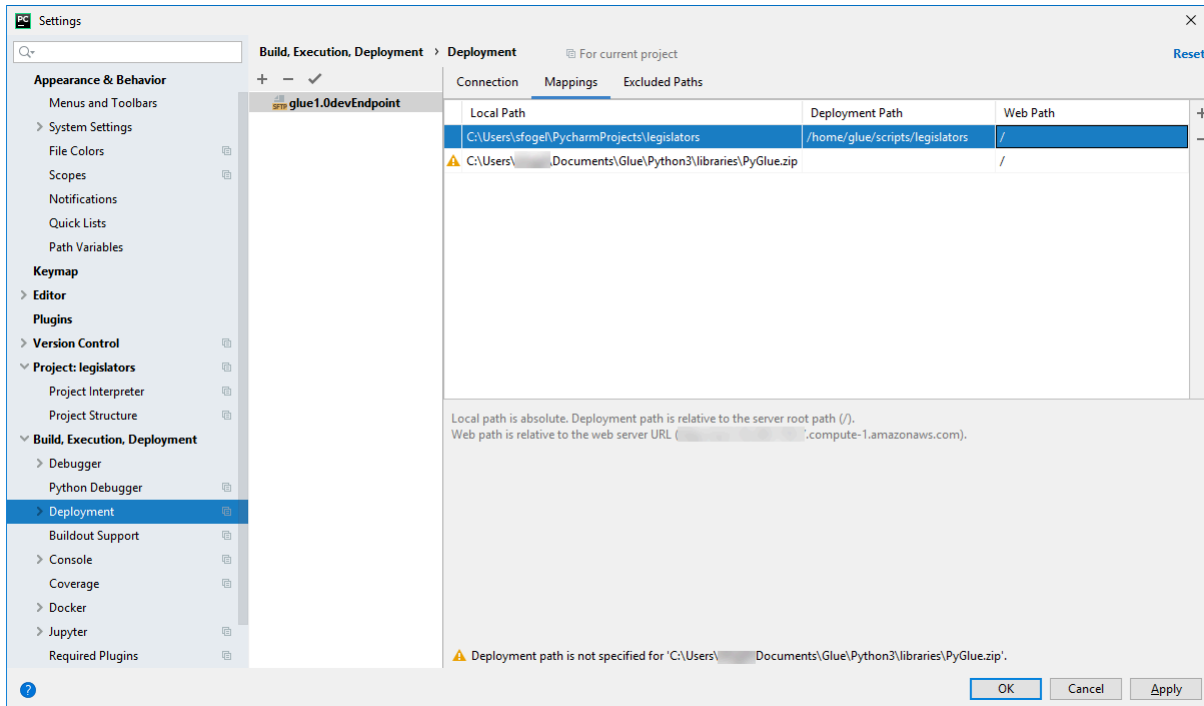 Settings
Build, Execution, Deployment › Deployment For current project Reset
Appearance & Behavior
Menus and Toolbars
System Settings
File Colors
Scopes
Notifications
Quick Lists
Path Variables
Keymap
Editor
Plugins
Version Control
Project: legislators
Project Interpreter
Project Structure
Build, Execution, Deployment
Debugger
Python Debugger
Deployment
Buildout Support
Console
Coverage
Docker
Jupyter
Required Plugins
glue1.0devEndpoint
Connection Mappings Excluded Paths
Local Path Deployment Path Web Path
C:\Users\sfogel\PycharmProjects\legislators /home/glue/scripts/legislators /
C:\Users\ Documents\Glue\Python3\libraries\PyGlue.zip /
Local path is absolute. Deployment path is relative to the server root path (/).
Web path is relative to the web server URL ( .compute-1.amazonaws.com).
Deployment path is not specified for 'C:\Users\ Documents\Glue\Python3\libraries\PyGlue.zip'.
OK Cancel Apply